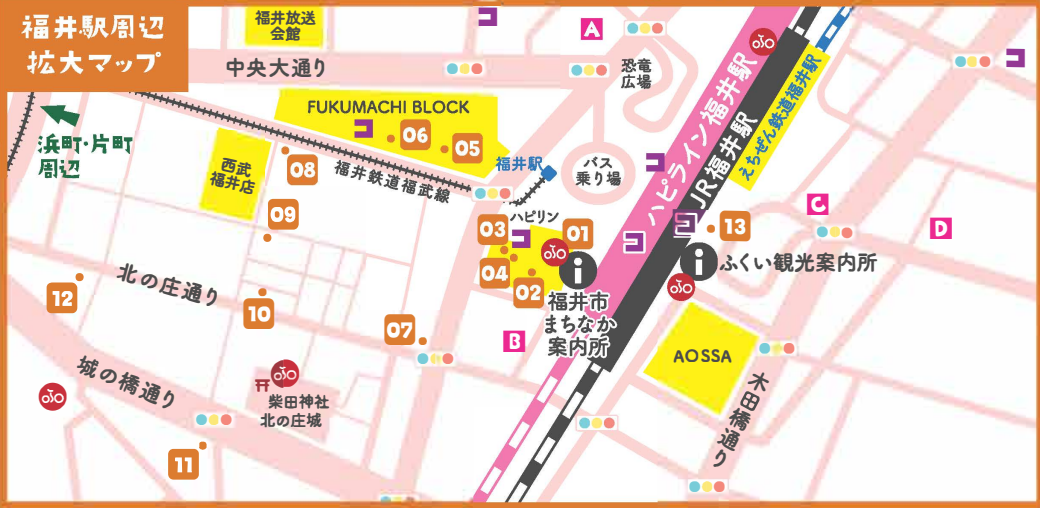 福井駅周辺
拡大マップ
福井放送
会館
コ
A
中央大通り
恐竜
広場
コ
浜町・片町
周辺
FUKUMACHI BLOCK
コ
06
05
08
西武
福井店
福井鉄道福武線
福井駅
バス
乗り場
コ
ハピライン福井駅
JR福井駅
えちぜん鉄道福井駅
09
ハピリン
03
コ
01
04
02
i
福井市
まちなか
案内所
コ
コ
13
i
ふくい観光案内所
C
D
12
北の庄通り
10
07
B
AOSSA
城の橋通り
柴田神社
北の庄城
木田橋通り
11